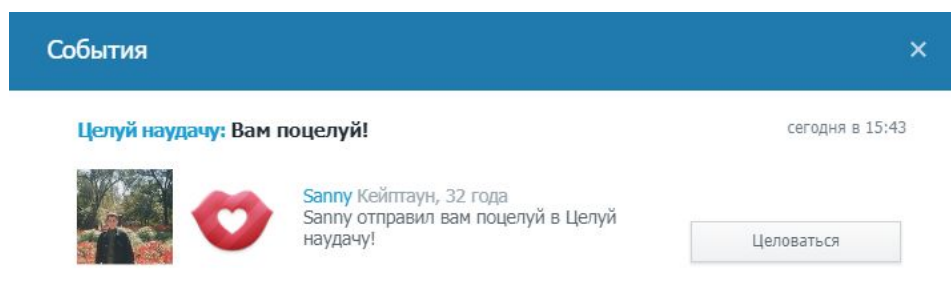 События
Целуй наудачу: Вам поцелуй!
сегодня в 15:43
Sanny Кейптаун, 32 года
Sanny отправил вам поцелуй в Целуй
наудачу!
Целоваться